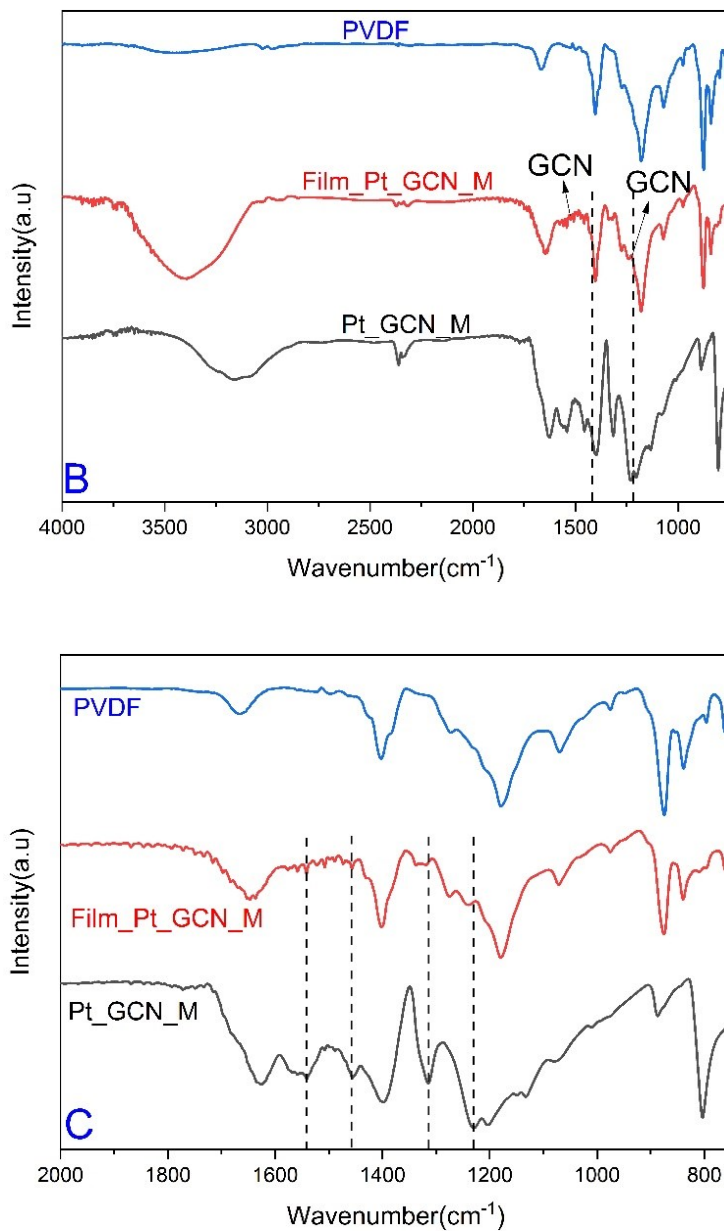 PVDF
Film_Pt_GCN_M
GCN
GCN
Pt_GCN_M
B
Intensity(a.u)
4000 3500 3000 2500 2000 1500 1000
Wavenumber(cm⁻¹)
PVDF
Film_Pt_GCN_M
Pt_GCN_M
C
Intensity(a.u)
2000 1800 1600 1400 1200 1000 800
Wavenumber(cm⁻¹)